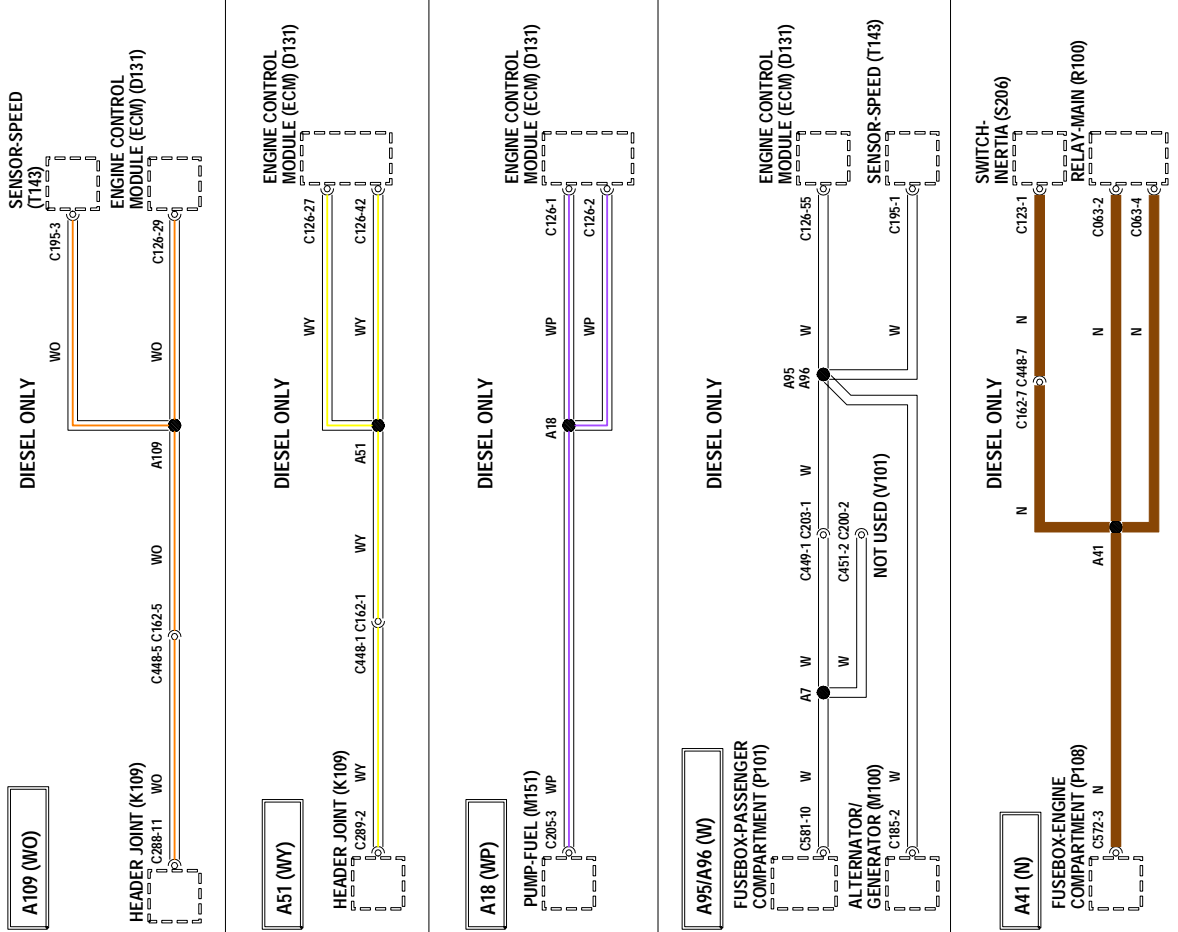 A109 (WO)
DIESEL ONLY
HEADER JOINT (K109)
C288-11
WO
C448-5 C162-5
WO
A109
WO
WO
C195-3
C126-29
SENSOR-SPEED
(T143)
ENGINE CONTROL
MODULE (ECM) (D131)
A51 (WY)
DIESEL ONLY
HEADER JOINT (K109)
C289-2
WY
C448-1 C162-1
WY
A51
WY
WY
C126-27
C126-42
ENGINE CONTROL
MODULE (ECM) (D131)
A18 (WP)
DIESEL ONLY
PUMP-FUEL (M151)
C205-3
WP
A18
WP
WP
C126-1
C126-2
ENGINE CONTROL
MODULE (ECM) (D131)
A95/A96 (W)
DIESEL ONLY
FUSEBOX-PASSENGER
COMPARTMENT (P101)
C581-10
W
A7
W
W
C449-1 C203-1
C451-2 C200-2
NOT USED (V101)
W
A95
A96
W
W
C126-55
C195-1
ENGINE CONTROL
MODULE (ECM) (D131)
SENSOR-SPEED (T143)
ALTERNATOR/
GENERATOR (M100)
C185-2
W
A41 (N)
DIESEL ONLY
FUSEBOX-ENGINE
COMPARTMENT (P108)
C572-3
N
A41
N
C162-7 C448-7
N
N
N
C123-1
C063-2
C063-4
SWITCH-
INERTIA (S206)
RELAY-MAIN (R100)